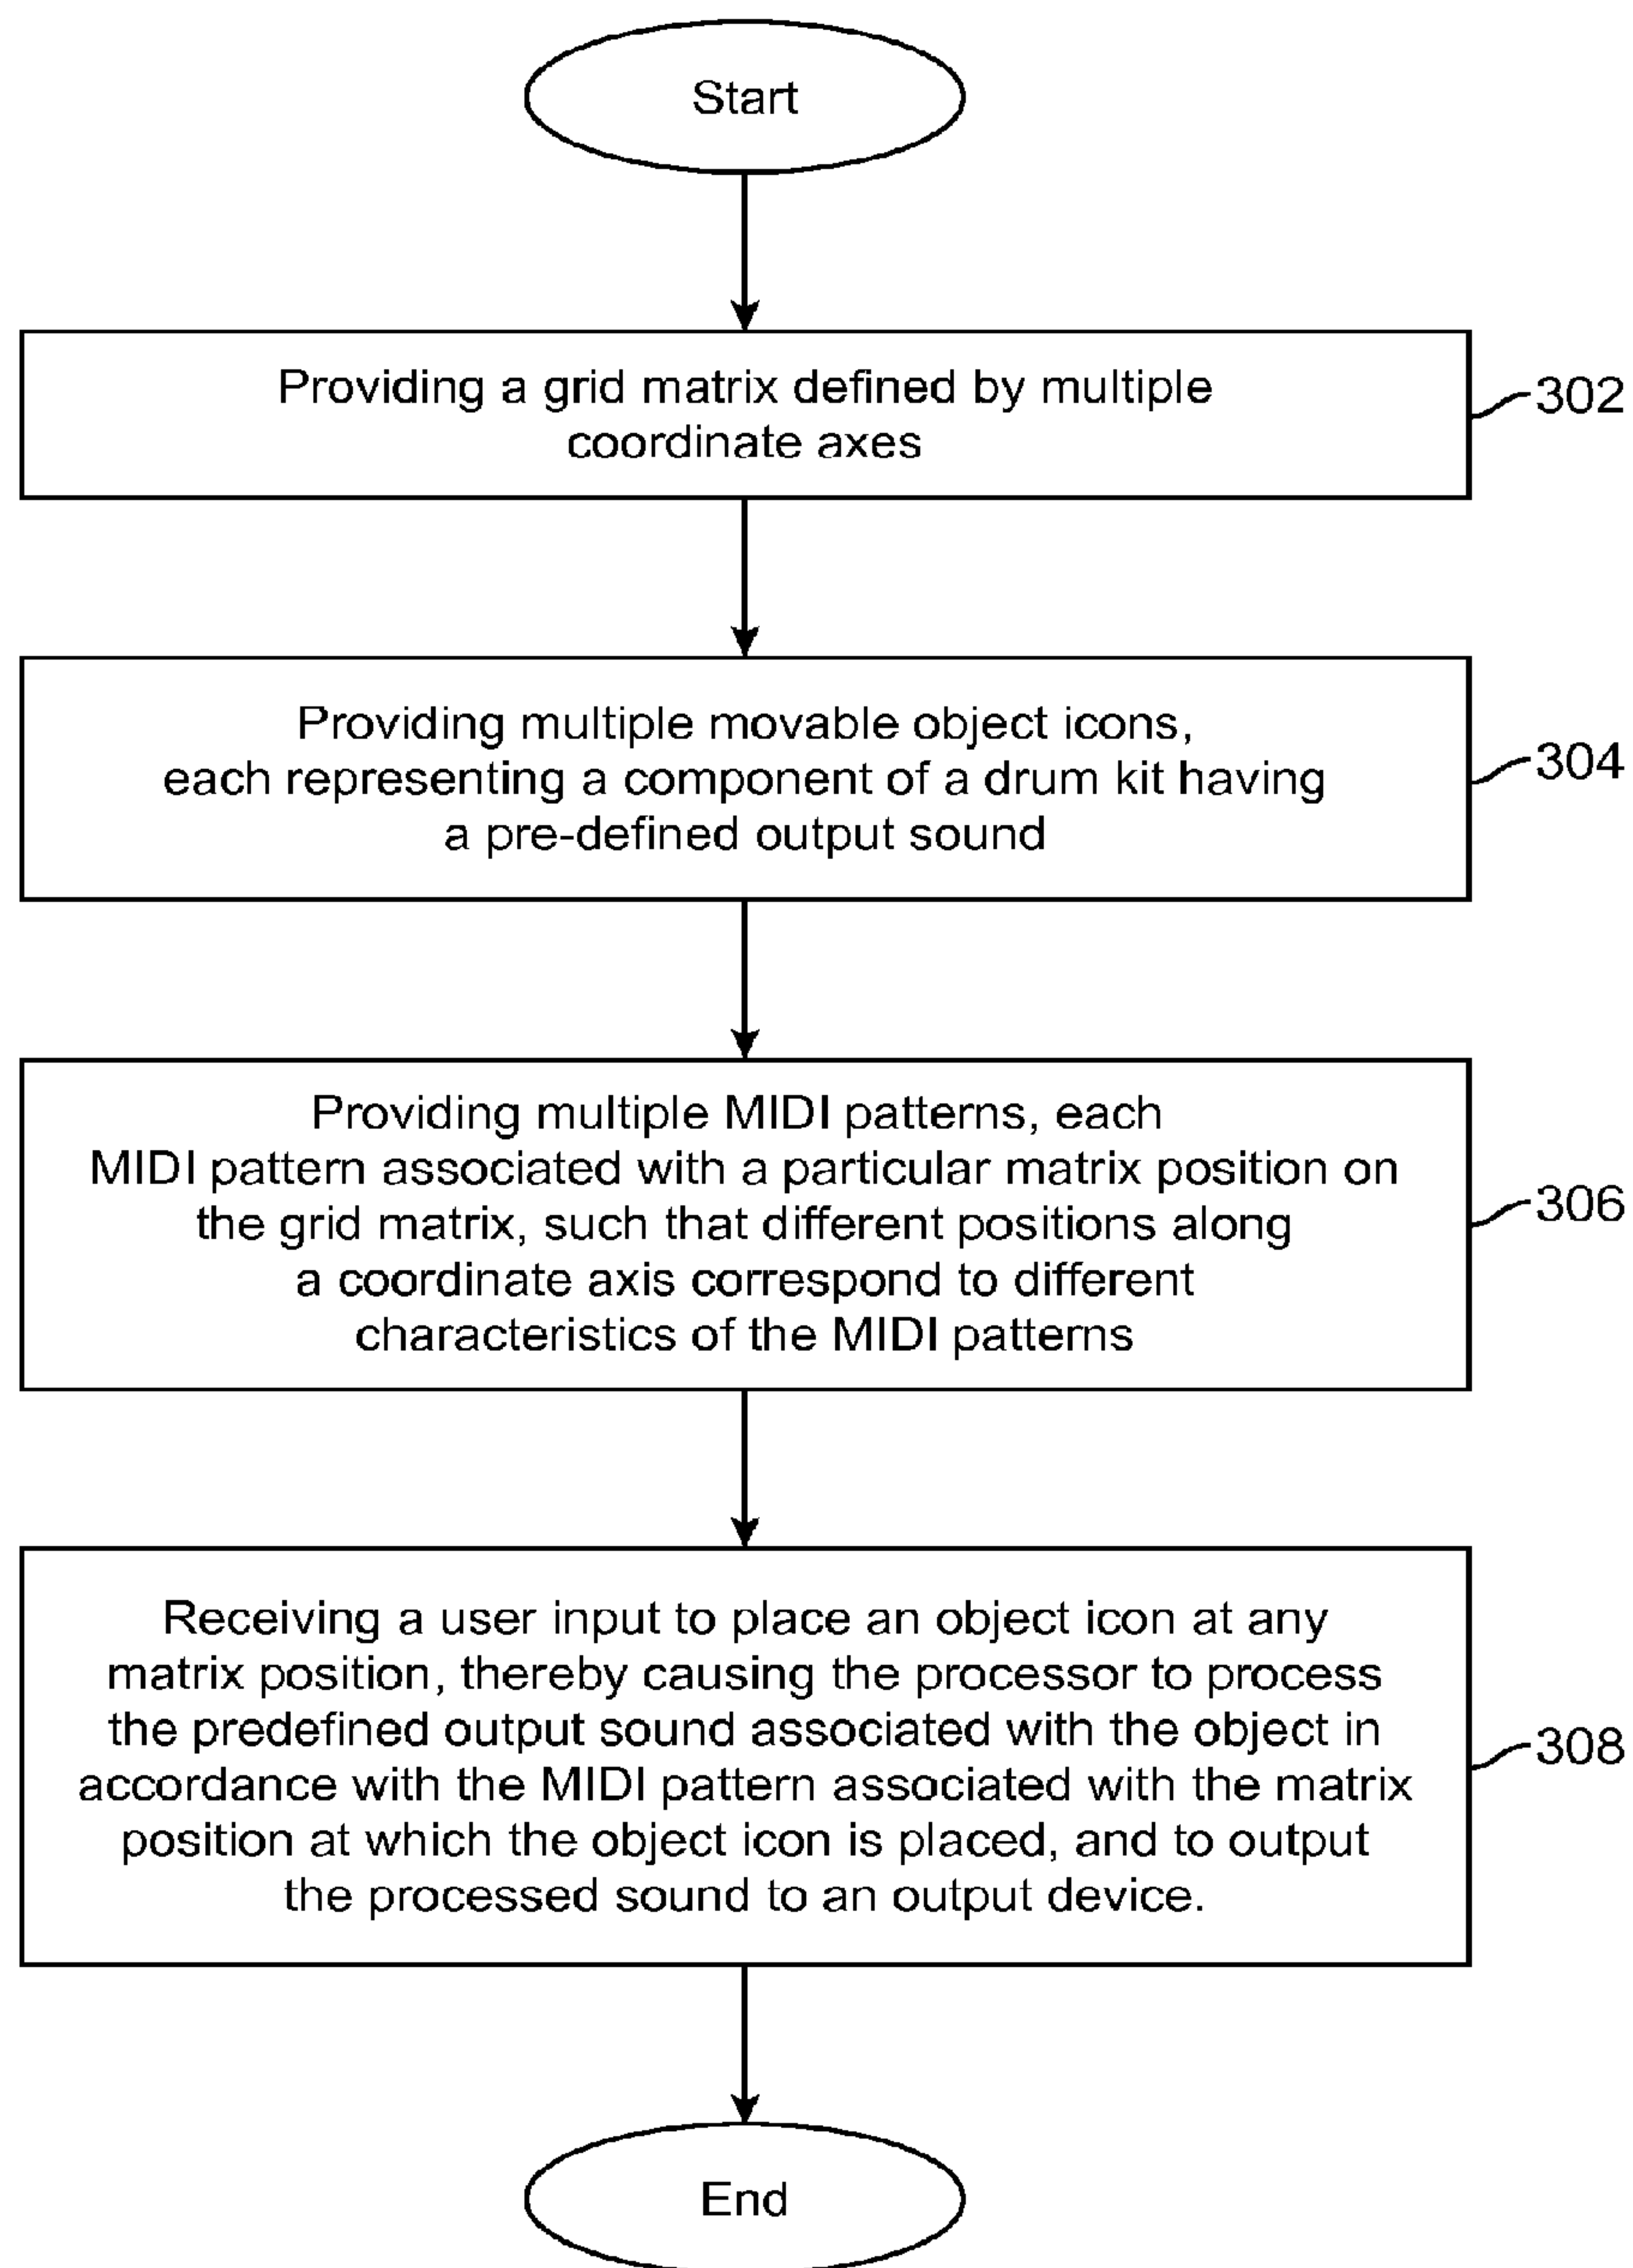 Start
Providing a grid matrix defined by multiple
coordinate axes
302
Providing multiple movable object icons,
each representing a component of a drum kit having
a pre-defined output sound
304
Providing multiple MIDI patterns, each
MIDI pattern associated with a particular matrix position on
the grid matrix, such that different positions along
a coordinate axis correspond to different
characteristics of the MIDI patterns
306
Receiving a user input to place an object icon at any
matrix position, thereby causing the processor to process
the predefined output sound associated with the object in
accordance with the MIDI pattern associated with the matrix
position at which the object icon is placed, and to output
the processed sound to an output device.
308
End